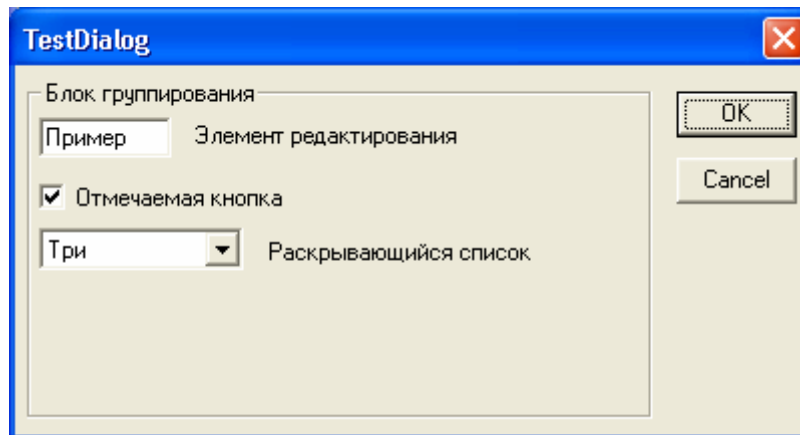 TestDialog
Блок группирования
OK
Пример Элемент редактирования
Cancel
Отмечаемая кнопка
Три Раскрывающийся список